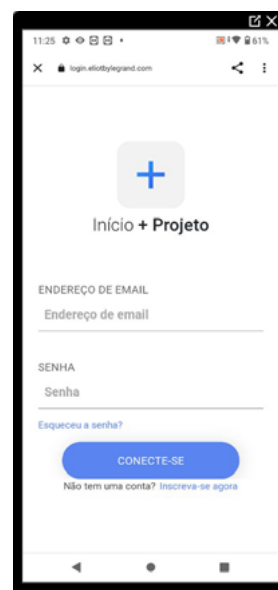 11:25
61%
login.eliotbylegrand.com
Início + Projeto
ENDEREÇO DE EMAIL
Endereço de email
SENHA
Senha
Esqueceu a senha?
CONECTE-SE
Não tem uma conta? Inscreva-se agora